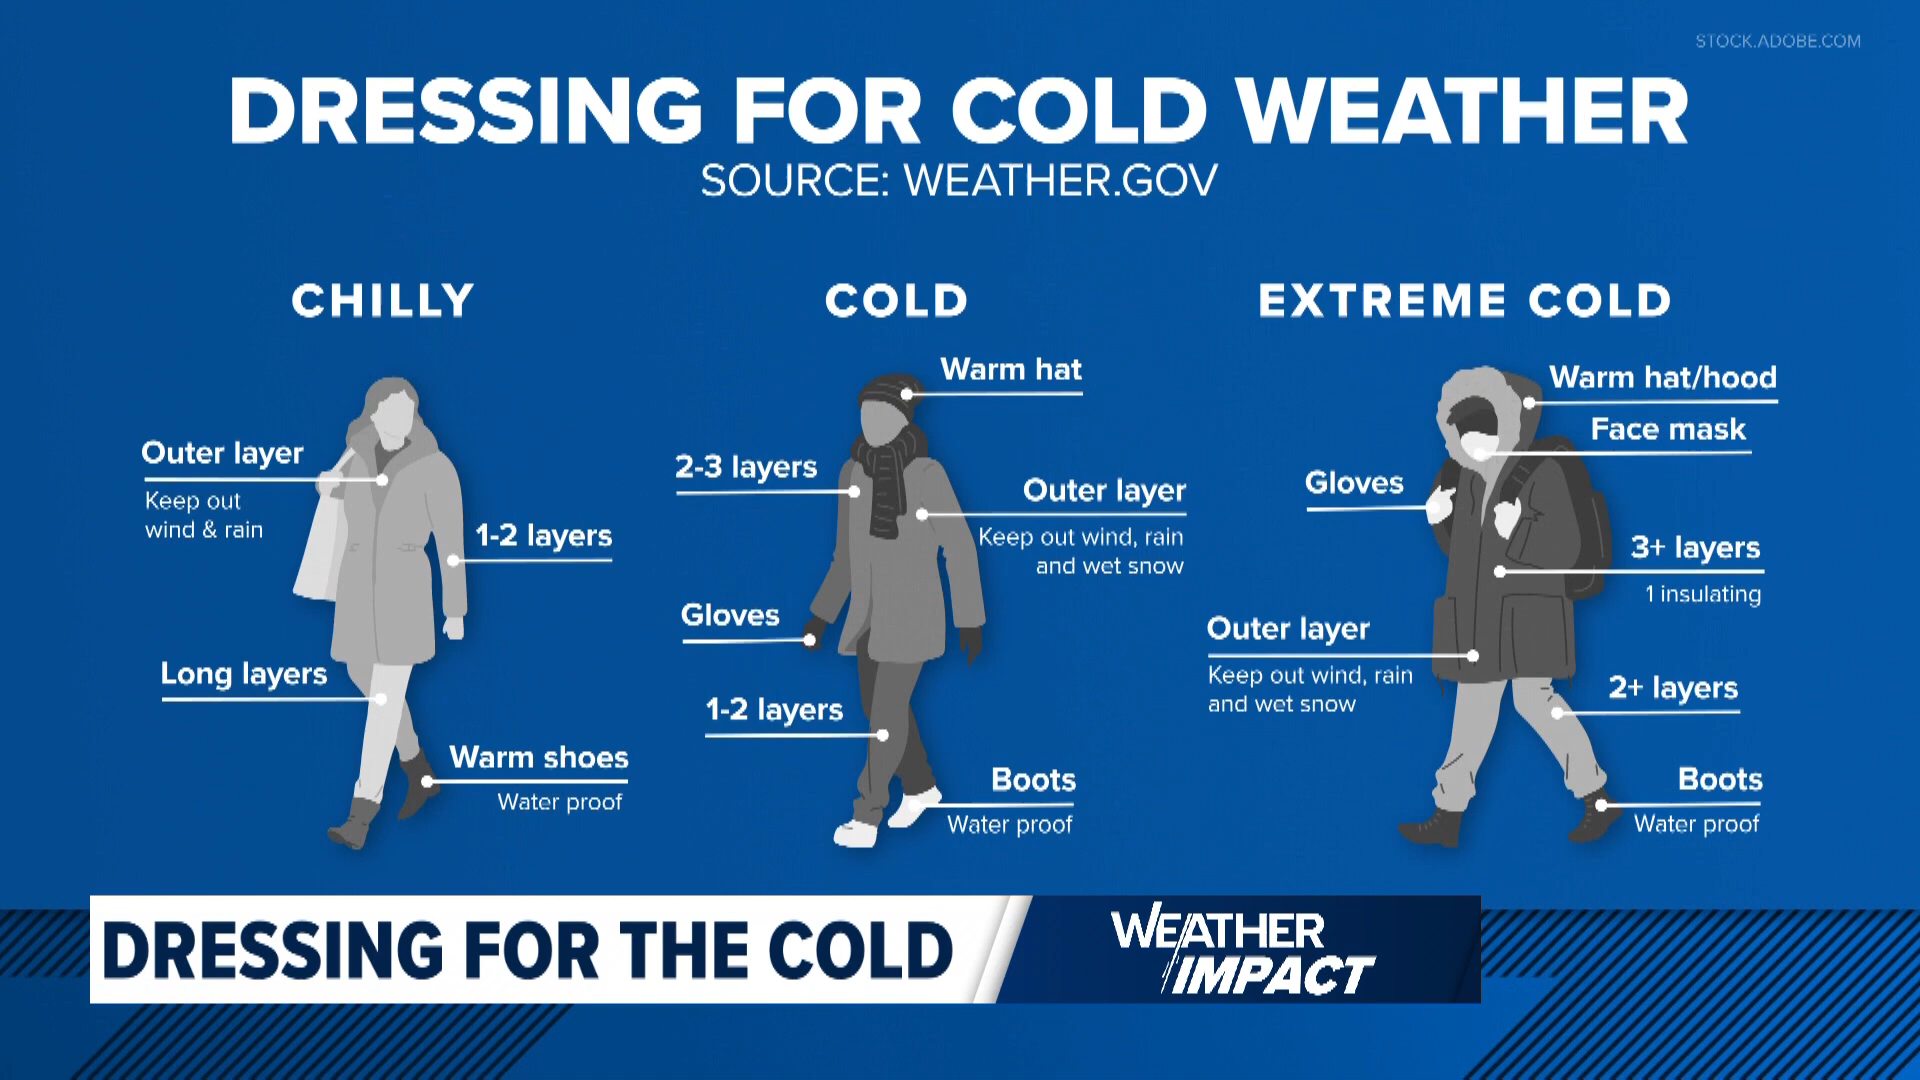 STOCK.ADOBE.COM
DRESSING FOR COLD WEATHER
SOURCE: WEATHER.GOV
CHILLY
Outer layer
Keep out
wind & rain
1-2 layers
Long layers
Warm shoes
Water proof
COLD
Warm hat
2-3 layers
Outer layer
Keep out wind, rain
and wet snow
Gloves
1-2 layers
Boots
Water proof
EXTREME COLD
Warm hat/hood
Face mask
Gloves
3+ layers
1 insulating
Outer layer
Keep out wind, rain
and wet snow
2+ layers
Boots
Water proof
DRESSING FOR THE COLD
WEATHER
IMPACT